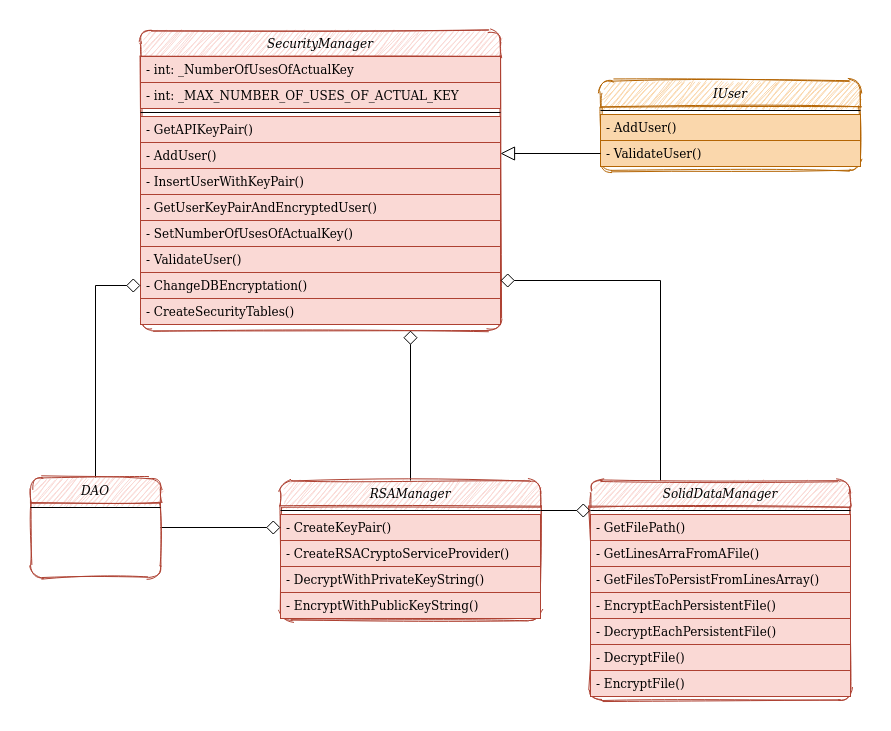 SecurityManager
- int: _NumberOfUsesOfActualKey
- int: _MAX_NUMBER_OF_USES_OF_ACTUAL_KEY
- GetAPIKeyPair()
- AddUser()
- InsertUserWithKeyPair()
- GetUserKeyPairAndEncryptedUser()
- SetNumberOfUsesOfActualKey()
- ValidateUser()
- ChangeDBEncryptation()
- CreateSecurityTables()
IUser
- AddUser()
- ValidateUser()
DAO
RSAManager
- CreateKeyPair()
- CreateRSACryptoServiceProvider()
- DecryptWithPrivateKeyString()
- EncryptWithPublicKeyString()
SolidDataManager
- GetFilePath()
- GetLinesArraFromAFile()
- GetFilesToPersistFromLinesArray()
- EncryptEachPersistentFile()
- DecryptEachPersistentFile()
- DecryptFile()
- EncryptFile()